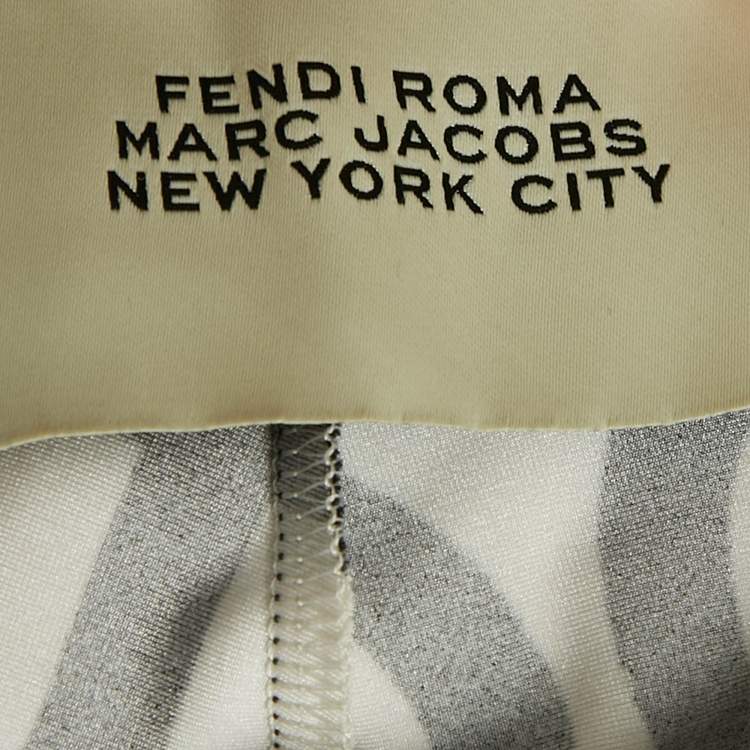 FENDI ROMA
MARC JACOBS
NEW YORK CITY